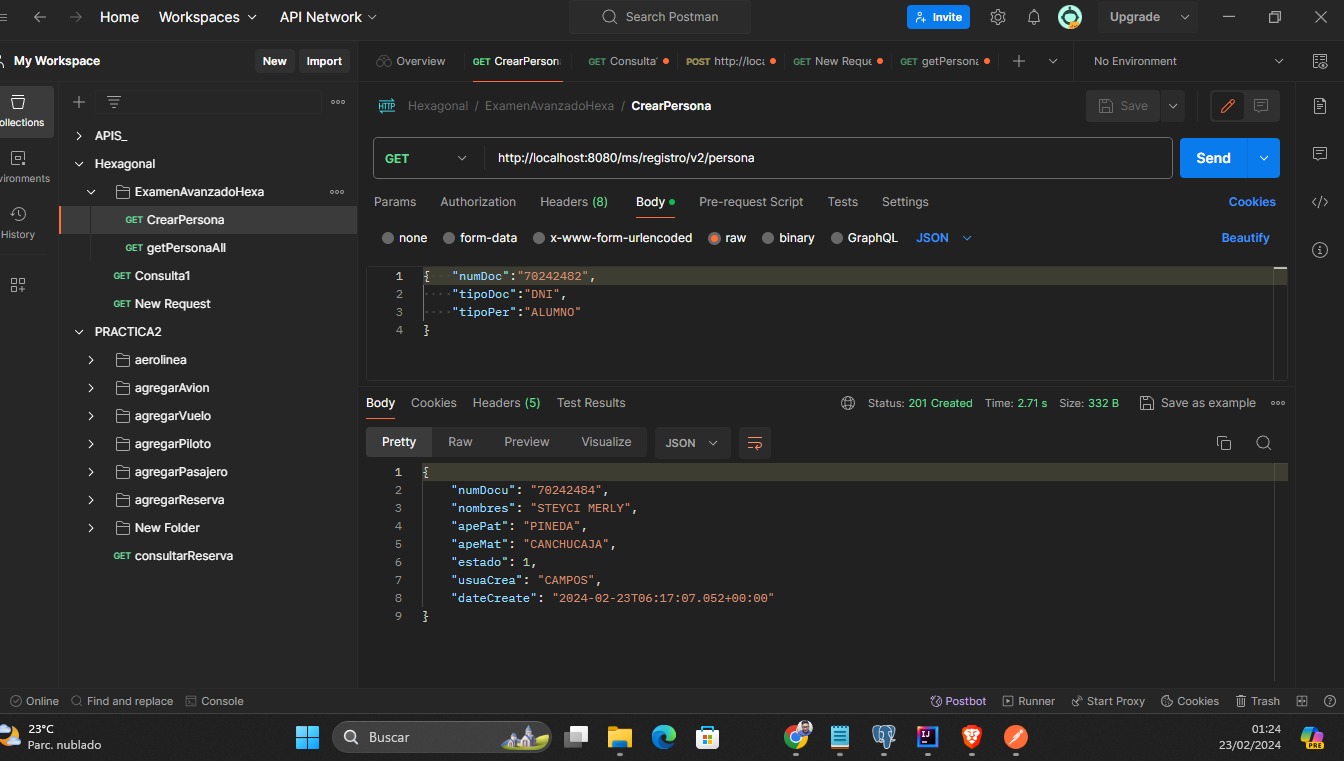 Home Workspaces API Network Search Postman Invite Upgrade
My Workspace New Import Overview GET CrearPerson GET Consulta POST http://loca GET New Reque GET getPersona No Environment
Hexagonal / ExamenAvanzadoHexa / CrearPersona Save
ollections
vironments
History
APIS_
Hexagonal
ExamenAvanzadoHexa
GET CrearPersona
GET getPersonaAll
GET Consulta1
GET New Request
PRACTICA2
aerolinea
agregarAvion
agregarVuelo
agregarPiloto
agregarPasajero
agregarReserva
New Folder
GET consultarReserva
GET http://localhost:8080/ms/registro/v2/persona Send
Params Authorization Headers (8) Body Pre-request Script Tests Settings Cookies
none form-data x-www-form-urlencoded raw binary GraphQL JSON Beautify
1 { "numDoc":"70242482",
2 "tipoDoc":"DNI",
3 "tipoPer":"ALUMNO"
4 }
Body Cookies Headers (5) Test Results Status: 201 Created Time: 2.71 s Size: 332 B Save as example
Pretty Raw Preview Visualize JSON
1 {
2 "numDocu": "70242484",
3 "nombres": "STEYCI MERLY",
4 "apePat": "PINEDA",
5 "apeMat": "CANCHUCAJA",
6 "estado": 1,
7 "usuaCrea": "CAMPOS",
8 "dateCreate": "2024-02-23T06:17:07.052+00:00"
9 }
Online Find and replace Console Postbot Runner Start Proxy Cookies Trash
23°C
Parc. nublado
Buscar
01:24
23/02/2024
PRE